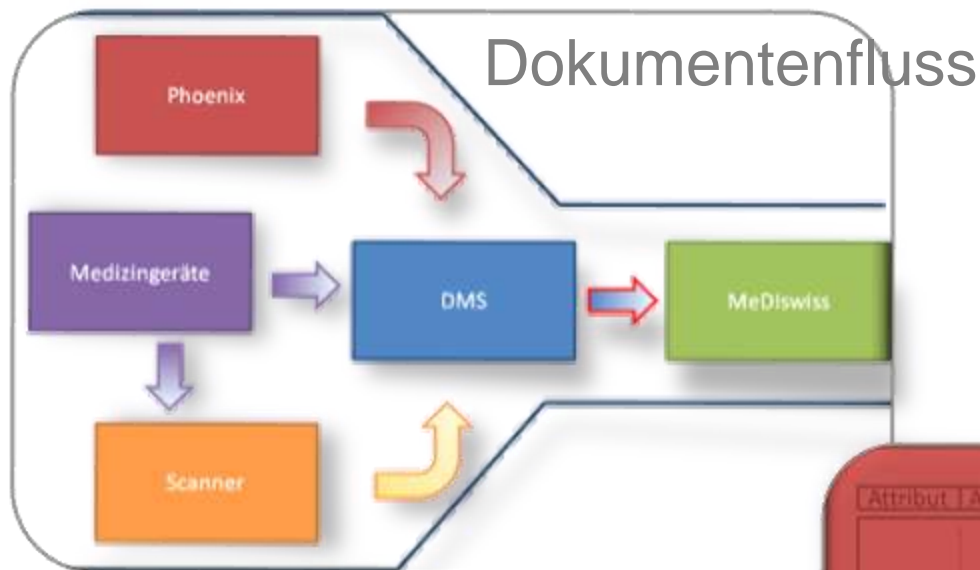 Dokumentenfluss
Phoenix
Medizingeräte
DMS
MeDIswiss
Scanner
Attribut